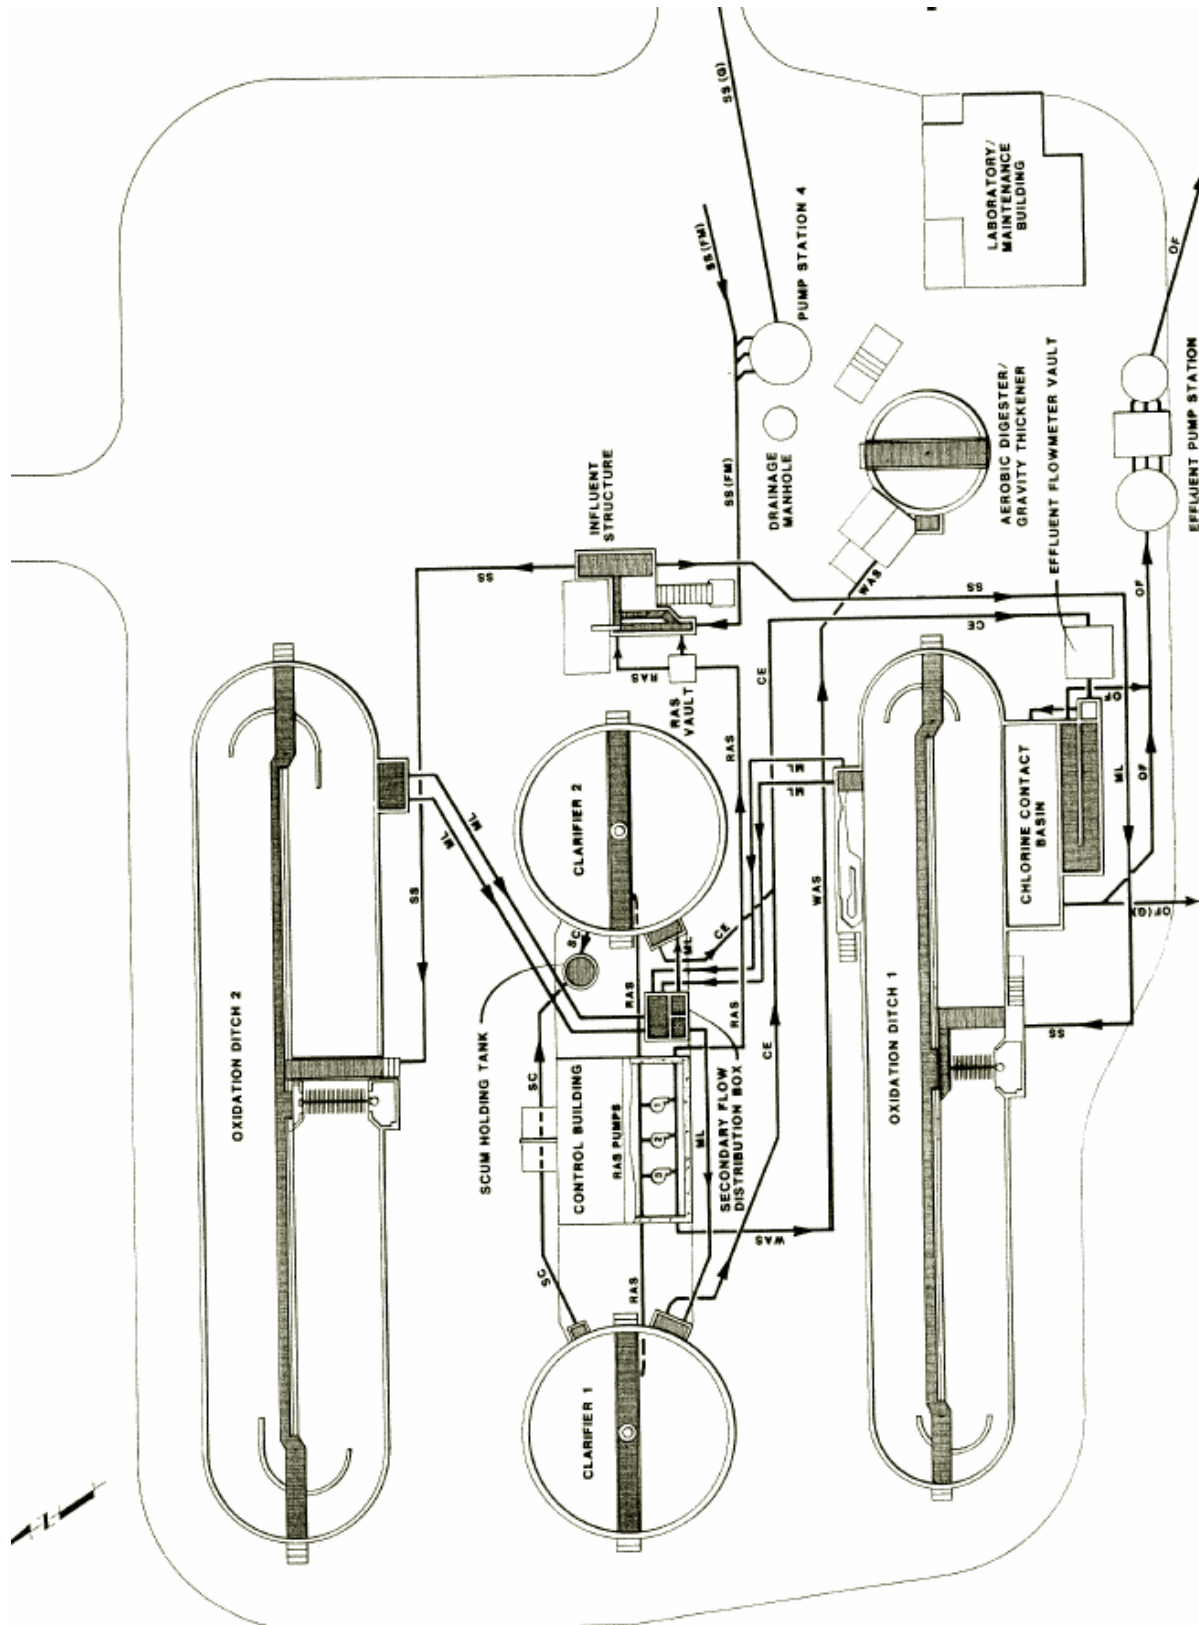 SS (G)
SS (FM)
PUMP STATION 4
LABORATORY/
MAINTENANCE
BUILDING
OF
EFFLUENT PUMP STATION
AEROBIC DIGESTER/
GRAVITY THICKENER
EFFLUENT FLOWMETER VAULT
DRAINAGE
MANHOLE
SS (FM)
INFLUENT
STRUCTURE
SS
SS
WAS
OF
CE
RAS
RAS
VAULT
CE
OF
RAS
ML
ML
ML
OF
CLARIFIER 2
CHLORINE CONTACT
BASIN
ML
ML
SS
WAS
OF(G)
SC
CE
ML
OXIDATION DITCH 2
OXIDATION DITCH 1
RAS
RAS
SS
CE
SCUM HOLDING TANK
SC
CONTROL BUILDING
RAS PUMPS
1
2
3
ML
SECONDARY FLOW
DISTRIBUTION BOX
WAS
SC
RAS
CLARIFIER 1
N